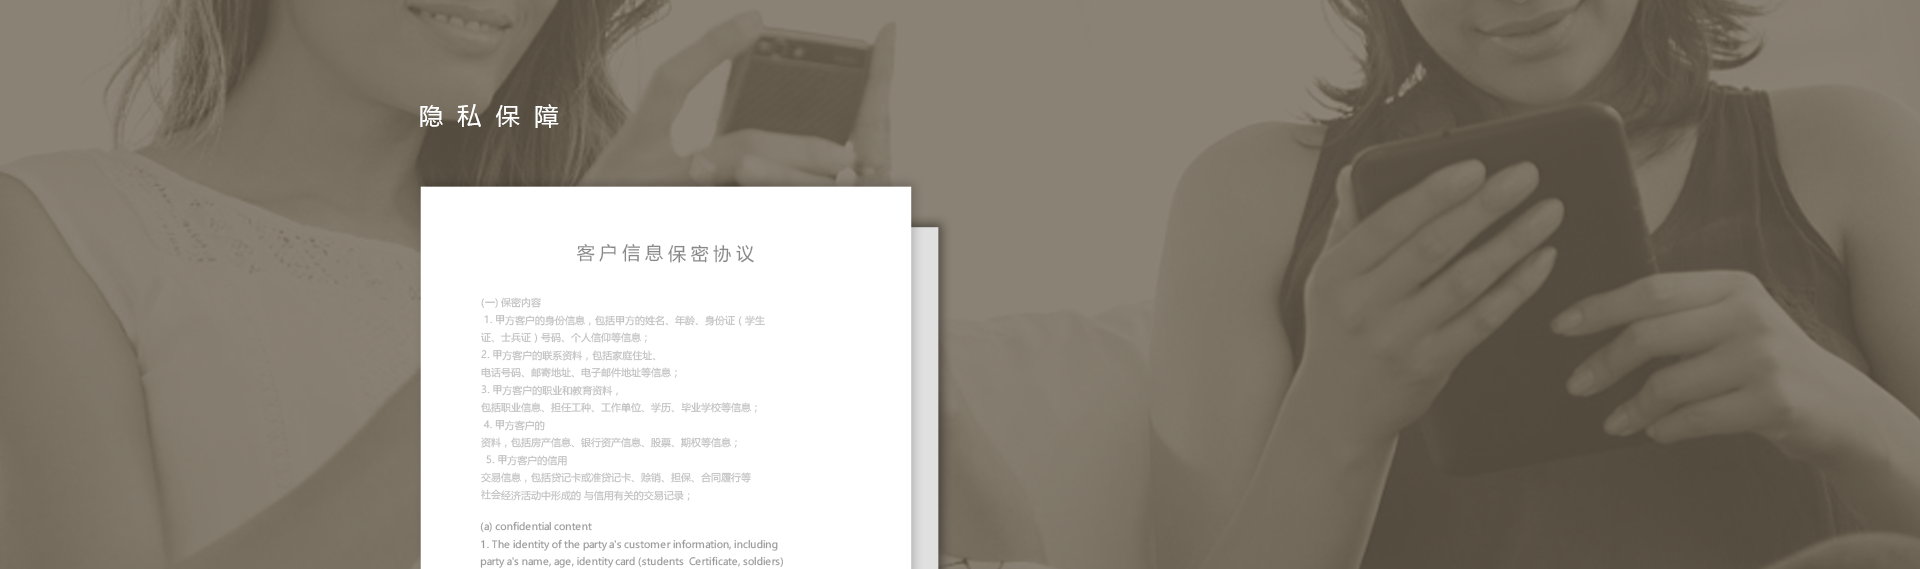 隐私保障
客户信息保密协议
(一) 保密内容
1. 甲方客户的身份信息，包括甲方的姓名、年龄、身份证（学生
证、士兵证）号码、个人信仰等信息；
2. 甲方客户的联系资料，包括家庭住址、
电话号码、邮寄地址、电子邮件地址等信息；
3. 甲方客户的职业和教育资料，
包括职业信息、担任工种、工作单位、学历、毕业学校等信息；
4. 甲方客户的
资料，包括房产信息、银行资产信息、股票、期权等信息；
5. 甲方客户的信用
交易信息，包括贷记卡或准贷记卡、赊销、担保、合同履行等
社会经济活动中形成的 与信用有关的交易记录；
(a) confidential content
1. The identity of the party a's customer information, including
party a's name, age, identity card (students Certificate, soldiers)